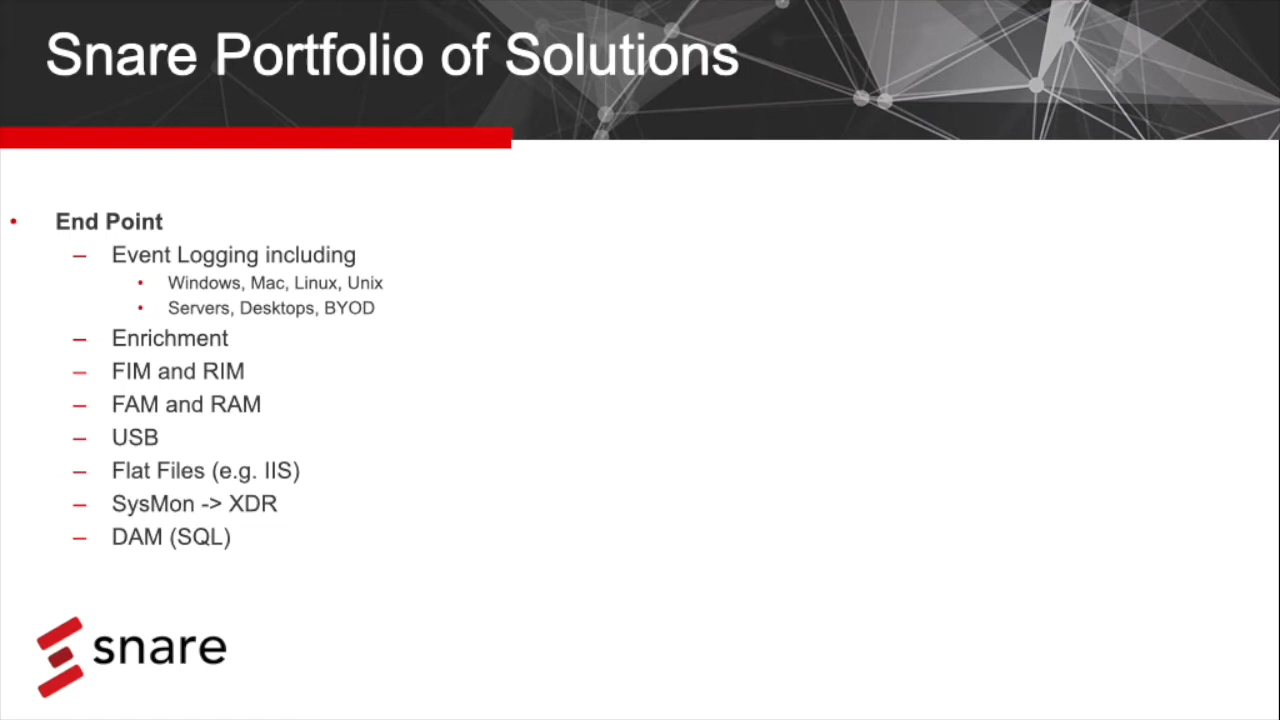 Snare Portfolio of Solutions
• End Point
– Event Logging including
• Windows, Mac, Linux, Unix
• Servers, Desktops, BYOD
– Enrichment
– FIM and RIM
– FAM and RAM
– USB
– Flat Files (e.g. IIS)
– SysMon -> XDR
– DAM (SQL)
snare